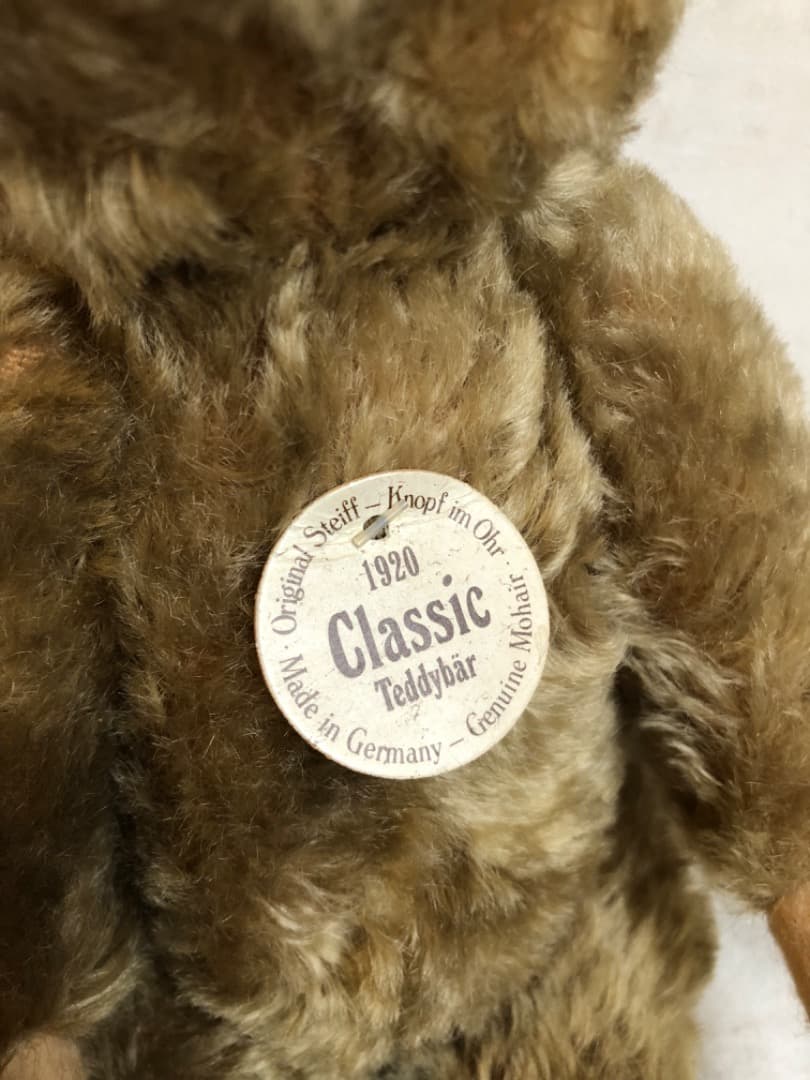 · Original Steiff – Knopf im Ohr ·
1920
Classic
Teddybär
Made in Germany – Genuine Mohair